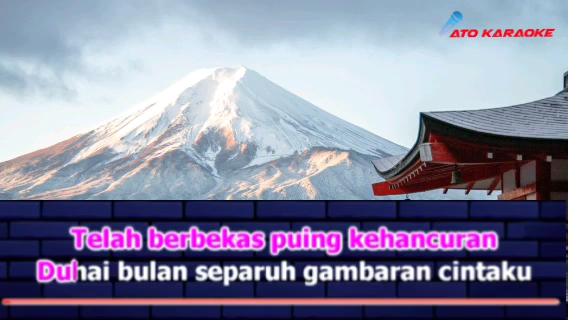 ATO KARAOKE
Telah berbekas puing kehancuran
Duhai bulan separuh gambaran cintaku